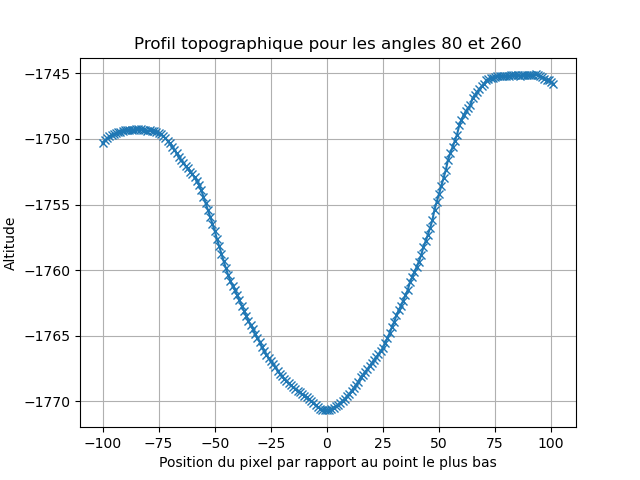 Profil topographique pour les angles 80 et 260
−1745
−1750
−1755
−1760
−1765
−1770
Altitude
−100 −75 −50 −25 0 25 50 75 100
Position du pixel par rapport au point le plus bas